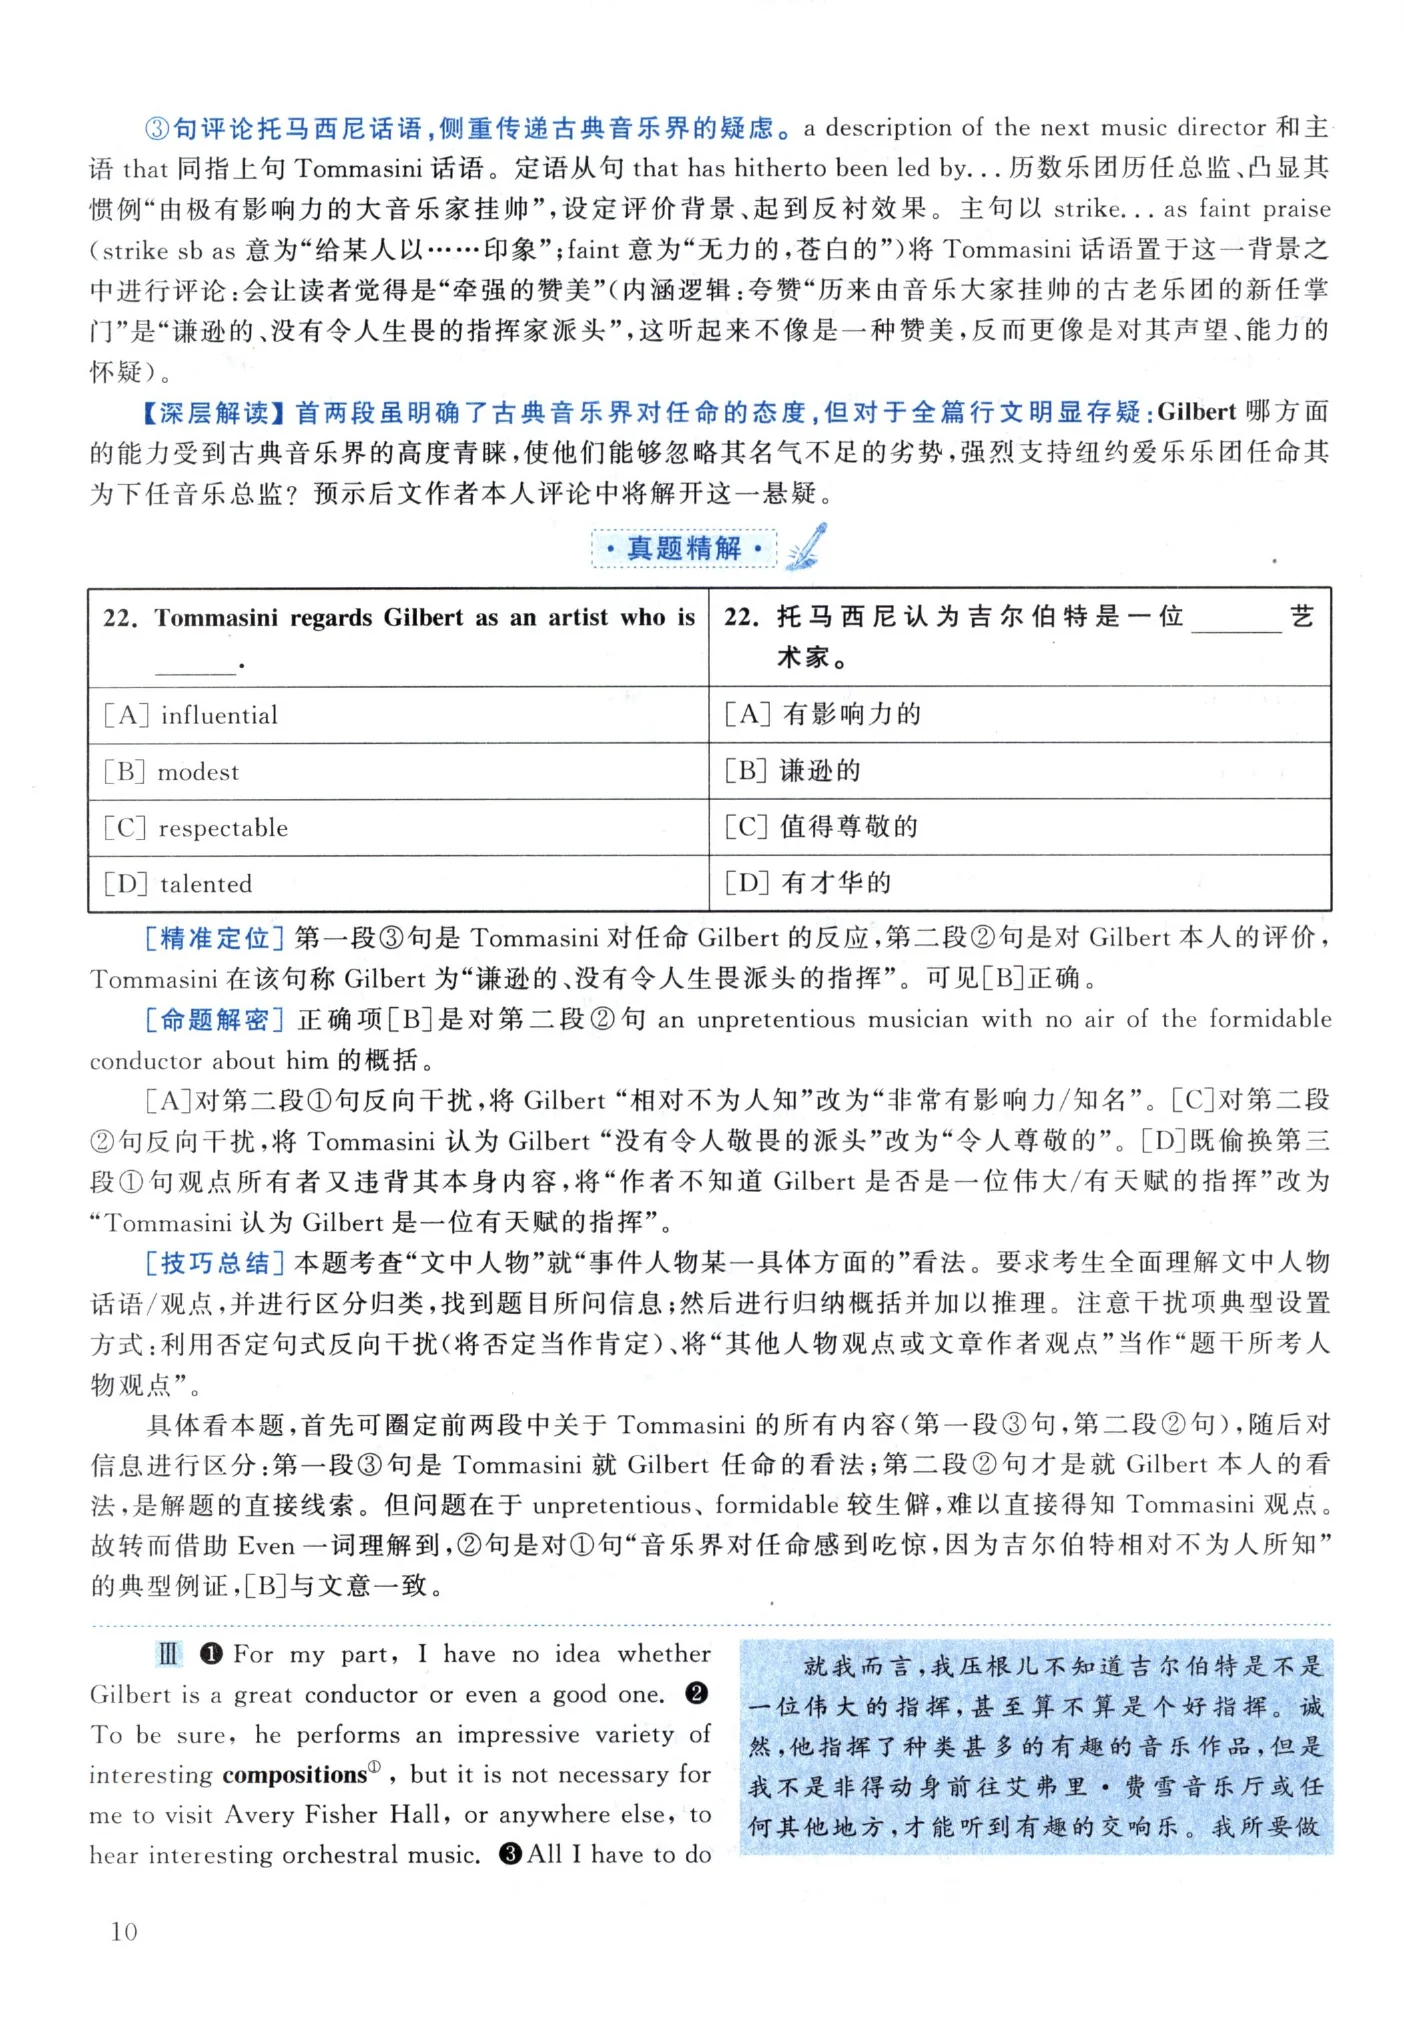 ③句评论托马西尼话语,侧重传递古典音乐界的疑虑。a description of the next music director 和主
语 that 同指上句 Tommasini 话语。定语从句 that has hitherto been led by... 历数乐团历任总监、凸显其
惯例“由极有影响力的大音乐家挂帅”,设定评价背景、起到反衬效果。主句以 strike... as faint praise
(strike sb as 意为“给某人以……印象”;faint 意为“无力的,苍白的”)将 Tommasini 话语置于这一背景之
中进行评论:会让读者觉得是“牵强的赞美”(内涵逻辑:夸赞“历来由音乐大家挂帅的古老乐团的新任掌
门”是“谦逊的、没有令人生畏的指挥家派头”,这听起来不像是一种赞美,反而更像是对其声望、能力的
怀疑)。
【深层解读】首两段虽明确了古典音乐界对任命的态度,但对于全篇行文明显存疑:Gilbert 哪方面
的能力受到古典音乐界的高度青睐,使他们能够忽略其名气不足的劣势,强烈支持纽约爱乐乐团任命其
为下任音乐总监?预示后文作者本人评论中将解开这一悬疑。
·真题精解·
22. Tommasini regards Gilbert as an artist who is
______.
22. 托马西尼认为吉尔伯特是一位______艺
术家。
[A] influential
[A] 有影响力的
[B] modest
[B] 谦逊的
[C] respectable
[C] 值得尊敬的
[D] talented
[D] 有才华的
[精准定位] 第一段③句是 Tommasini 对任命 Gilbert 的反应,第二段②句是对 Gilbert 本人的评价,
Tommasini 在该句称 Gilbert 为“谦逊的、没有令人生畏派头的指挥”。可见[B]正确。
[命题解密] 正确项[B]是对第二段②句 an unpretentious musician with no air of the formidable
conductor about him 的概括。
[A]对第二段①句反向干扰,将 Gilbert “相对不为人知”改为“非常有影响力/知名”。[C]对第二段
②句反向干扰,将 Tommasini 认为 Gilbert “没有令人敬畏的派头”改为“令人尊敬的”。[D]既偷换第三
段①句观点所有者又违背其本身内容,将“作者不知道 Gilbert 是否是一位伟大/有天赋的指挥”改为
“Tommasini 认为 Gilbert 是一位有天赋的指挥”。
[技巧总结] 本题考查“文中人物”就“事件人物某一具体方面的”看法。要求考生全面理解文中人物
话语/观点,并进行区分归类,找到题目所问信息;然后进行归纳概括并加以推理。注意干扰项典型设置
方式:利用否定句式反向干扰(将否定当作肯定)、将“其他人物观点或文章作者观点”当作“题干所考人
物观点”。
具体看本题,首先可圈定前两段中关于 Tommasini 的所有内容(第一段③句,第二段②句),随后对
信息进行区分:第一段③句是 Tommasini 就 Gilbert 任命的看法;第二段②句才是就 Gilbert 本人的看
法,是解题的直接线索。但问题在于 unpretentious、formidable 较生僻,难以直接得知 Tommasini 观点。
故转而借助 Even 一词理解到,②句是对①句“音乐界对任命感到吃惊,因为吉尔伯特相对不为人所知”
的典型例证,[B]与文意一致。
Ⅲ ❶ For my part, I have no idea whether
Gilbert is a great conductor or even a good one. ❷
To be sure, he performs an impressive variety of
interesting compositions①, but it is not necessary for
me to visit Avery Fisher Hall, or anywhere else, to
hear interesting orchestral music. ❸All I have to do
就我而言,我压根儿不知道吉尔伯特是不是
一位伟大的指挥,甚至算不算是个好指挥。诚
然,他指挥了种类甚多的有趣的音乐作品,但是
我不是非得动身前往艾弗里·费雪音乐厅或任
何其他地方,才能听到有趣的交响乐。我所要做
10